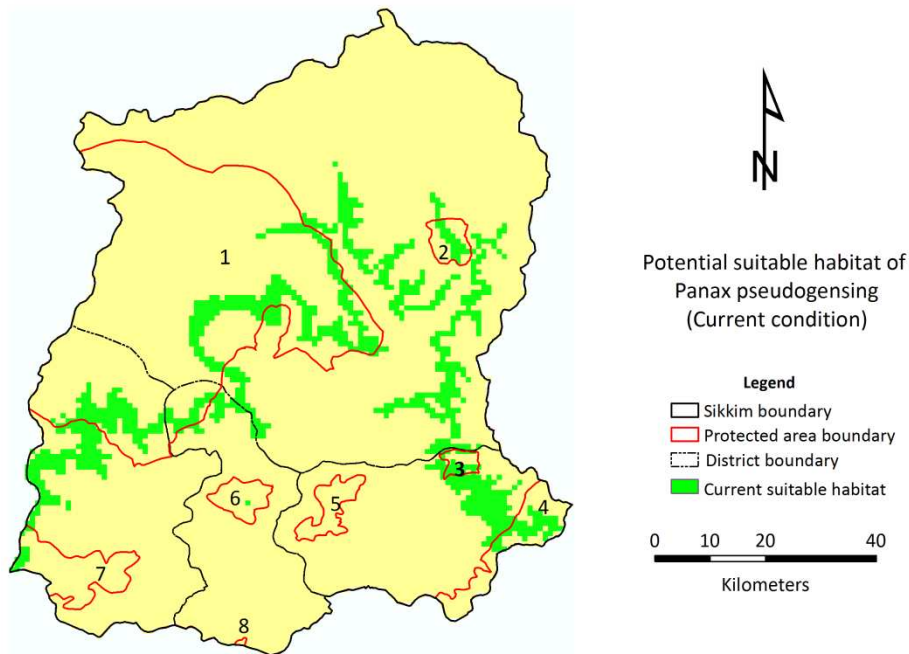 1
2
3
4
5
6
7
8
N
Potential suitable habitat of
Panax pseudogensing
(Current condition)
Legend
Sikkim boundary
Protected area boundary
District boundary
Current suitable habitat
0 10 20 40
Kilometers